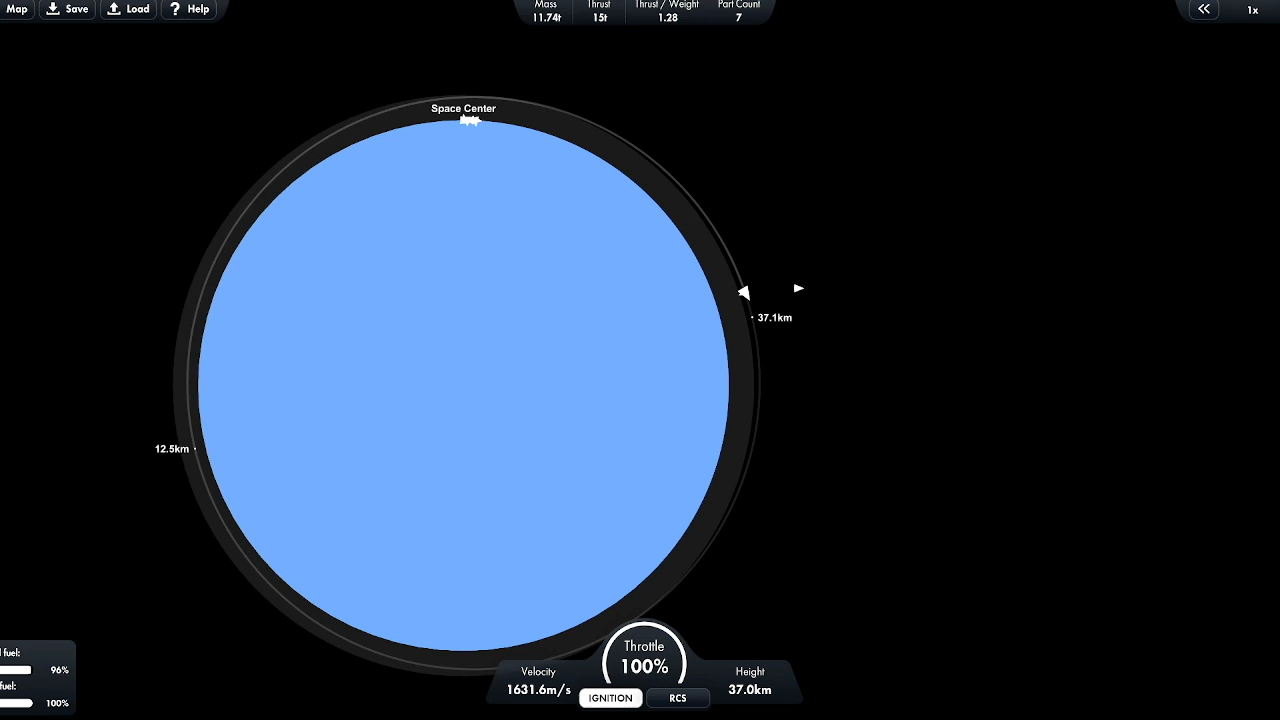 Map Save Load ? Help
Mass Thrust Thrust / Weight Part Count
11.74t 15t 1.28 7
1x
Space Center
37.1km
12.5km
fuel:
96%
fuel:
100%
Throttle
100%
Velocity
1631.6m/s
Height
37.0km
IGNITION RCS